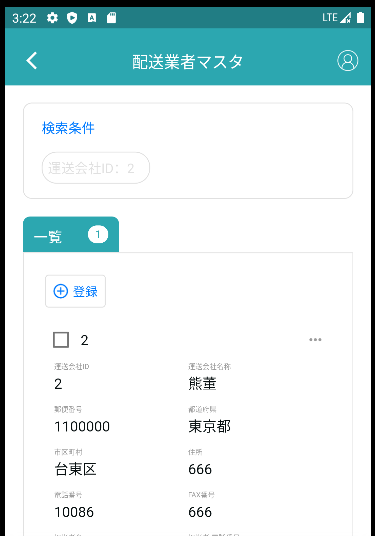 3:22 LTE
配送業者マスタ
検索条件
運送会社ID: 2
一覧 1
登録
2
運送会社ID 運送会社名称
2 熊董
郵便番号 都道府県
1100000 東京都
市区町村 住所
台東区 666
電話番号 FAX番号
10086 666